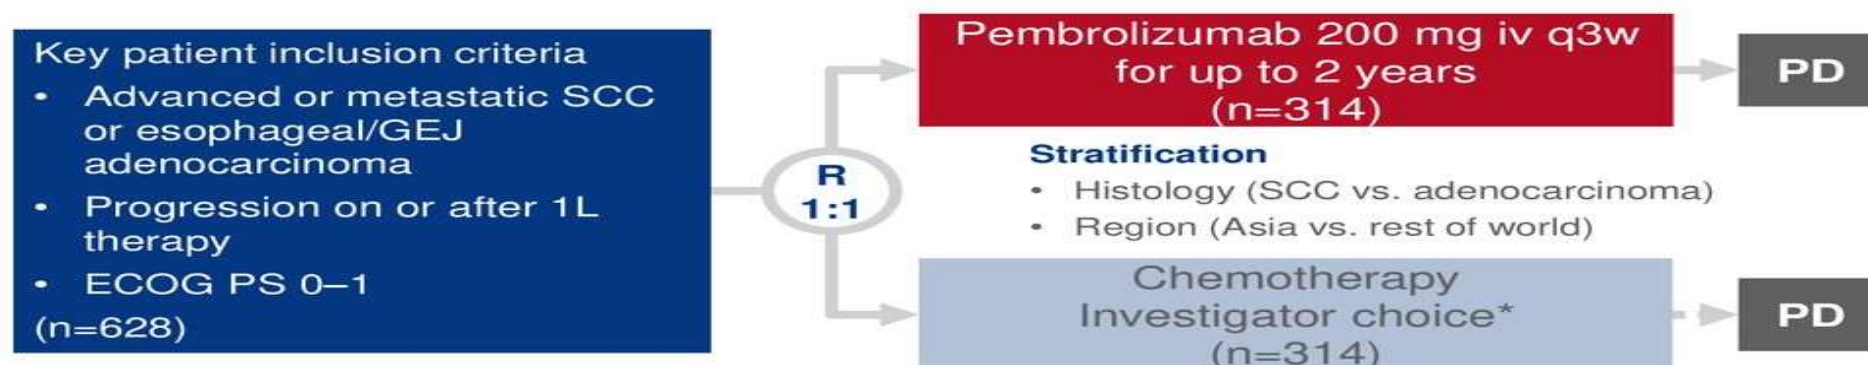 Key patient inclusion criteria
• Advanced or metastatic SCC
or esophageal/GEJ
adenocarcinoma
• Progression on or after 1L
therapy
• ECOG PS 0–1
(n=628)
R
1:1
Pembrolizumab 200 mg iv q3w
for up to 2 years
(n=314)
PD
Stratification
• Histology (SCC vs. adenocarcinoma)
• Region (Asia vs. rest of world)
Chemotherapy
Investigator choice*
(n=314)
PD